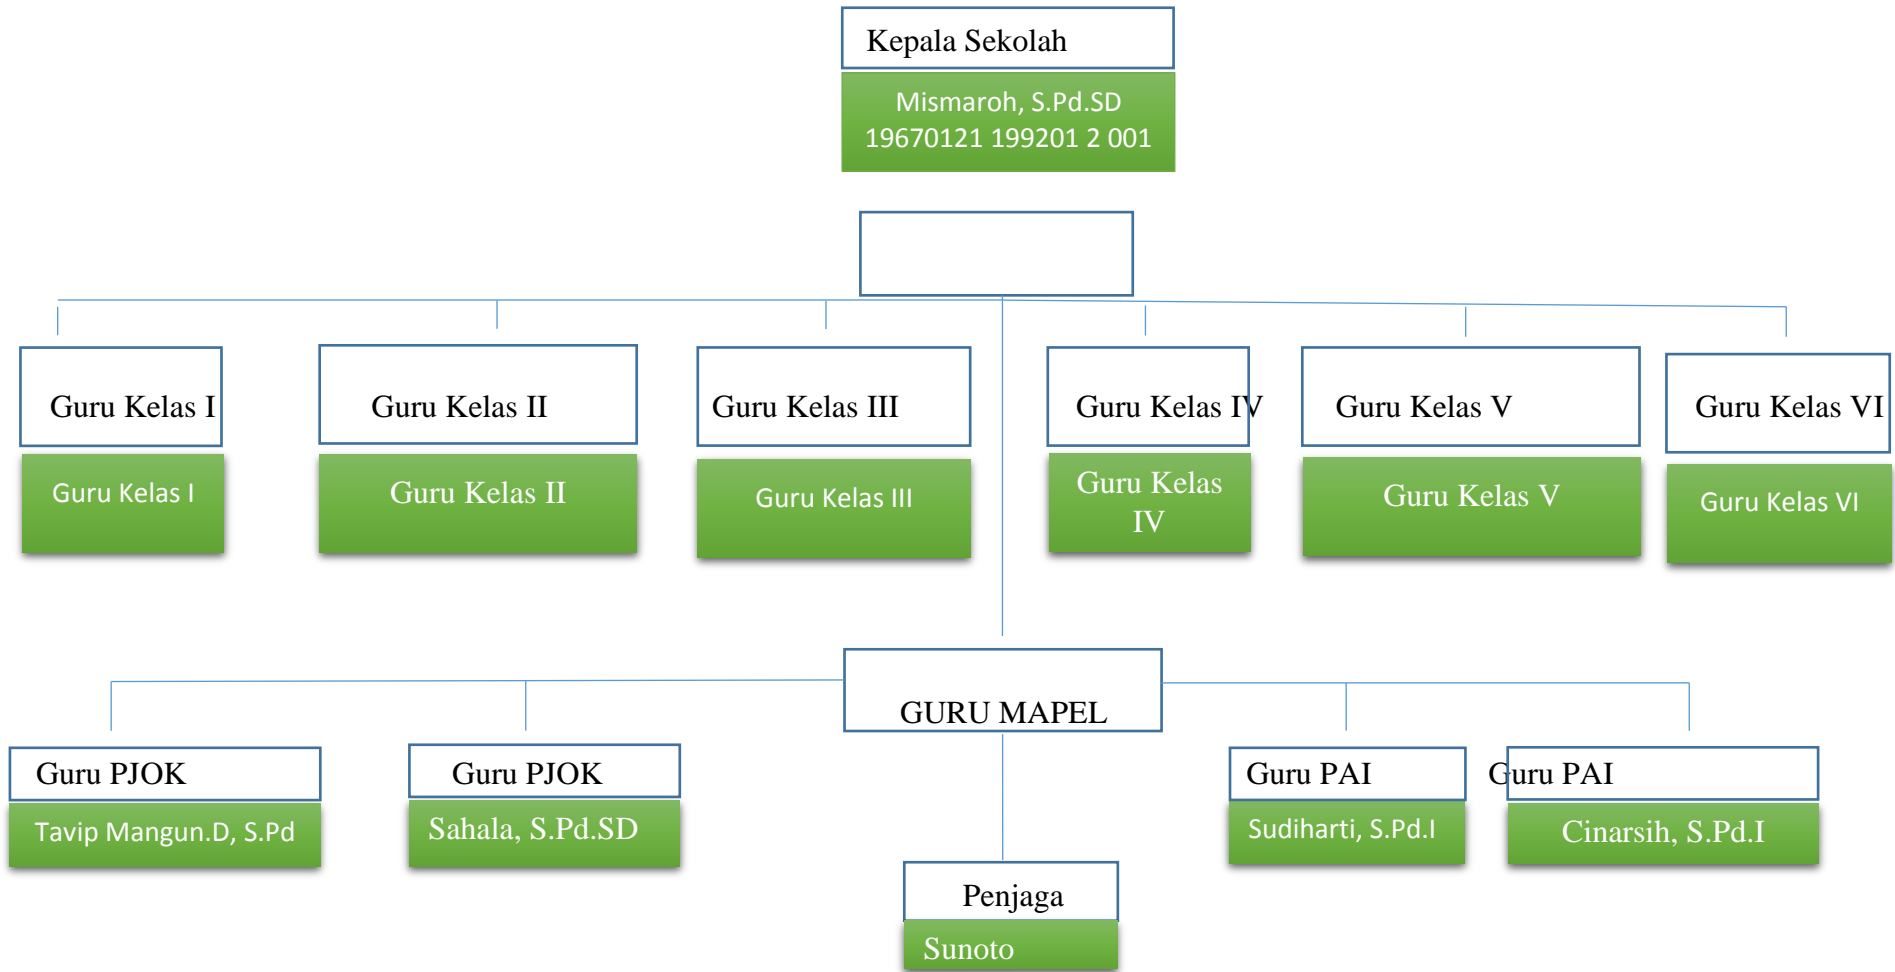 Kepala Sekolah
Mismaroh, S.Pd.SD
19670121 199201 2 001
Guru Kelas I
Guru Kelas II
Guru Kelas III
Guru Kelas IV
Guru Kelas V
Guru Kelas VI
Guru Kelas I
Guru Kelas II
Guru Kelas III
Guru Kelas
IV
Guru Kelas V
Guru Kelas VI
GURU MAPEL
Guru PJOK
Guru PJOK
Guru PAI
Guru PAI
Tavip Mangun.D, S.Pd
Sahala, S.Pd.SD
Sudiharti, S.Pd.I
Cinarsih, S.Pd.I
Penjaga
Sunoto